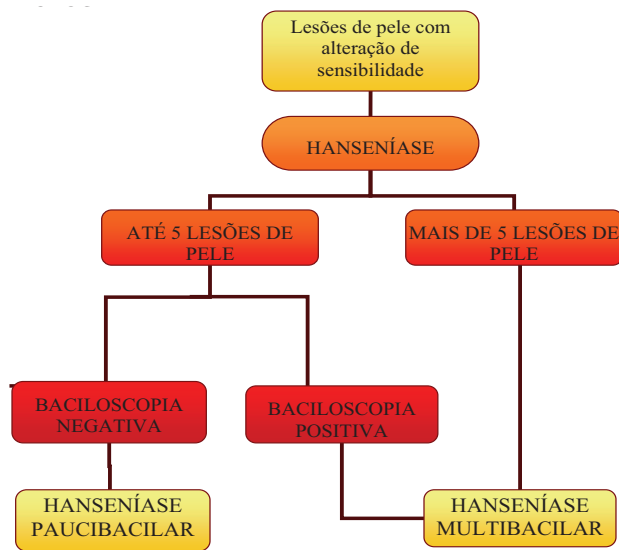 Lesões de pele com
alteração de
sensibilidade
HANSENÍASE
ATÉ 5 LESÕES DE
PELE
MAIS DE 5 LESÕES DE
PELE
BACILOSCOPIA
NEGATIVA
BACILOSCOPIA
POSITIVA
HANSENÍASE
PAUCIBACILAR
HANSENÍASE
MULTIBACILAR